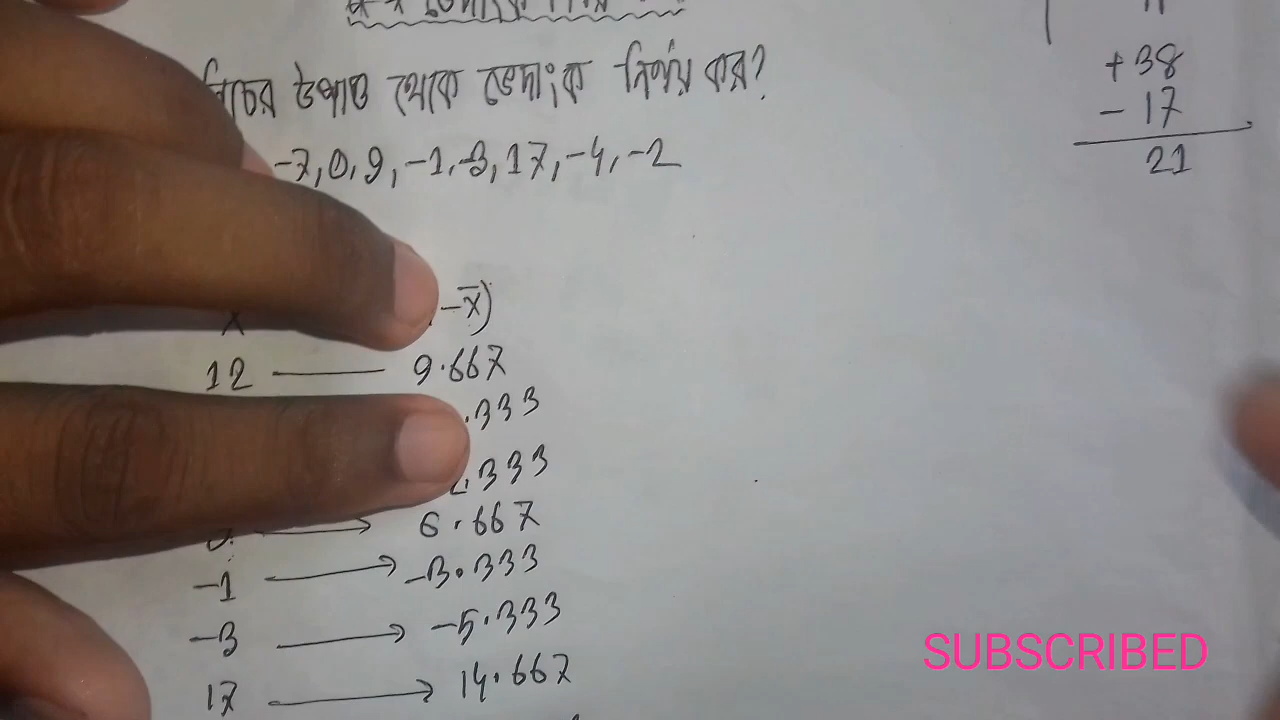 নিচের উপাত্ত থেকে ভেদাংক নির্ণয় কর?
-7, 0, 9, -1, -3, 17, -4, -2
+38
-17
21
x -x̄)
12 9.667
.333
.333
→ 6.667
-1 → -3.333
-3 → -5.333
17 → 14.667
SUBSCRIBED